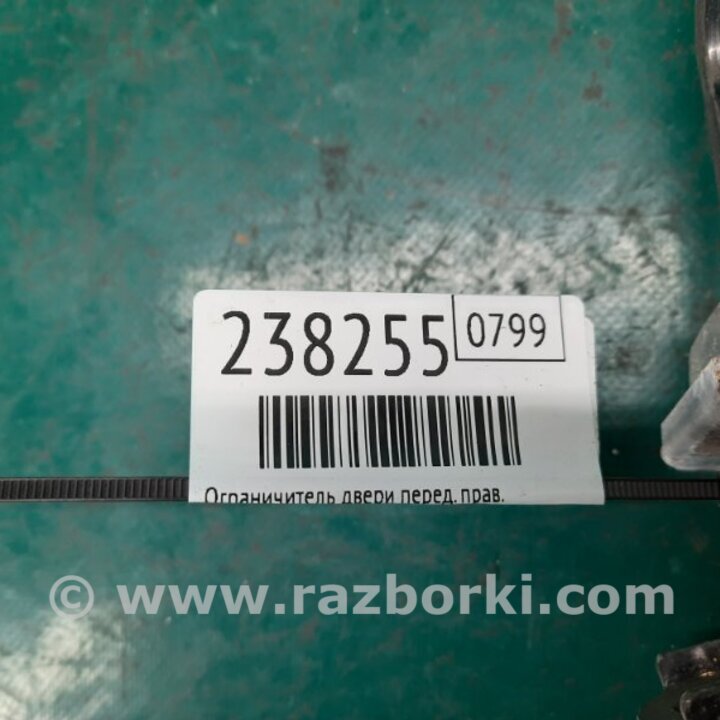 238255 0799
Ограничитель двери перед. прав.
© www.razborki.com